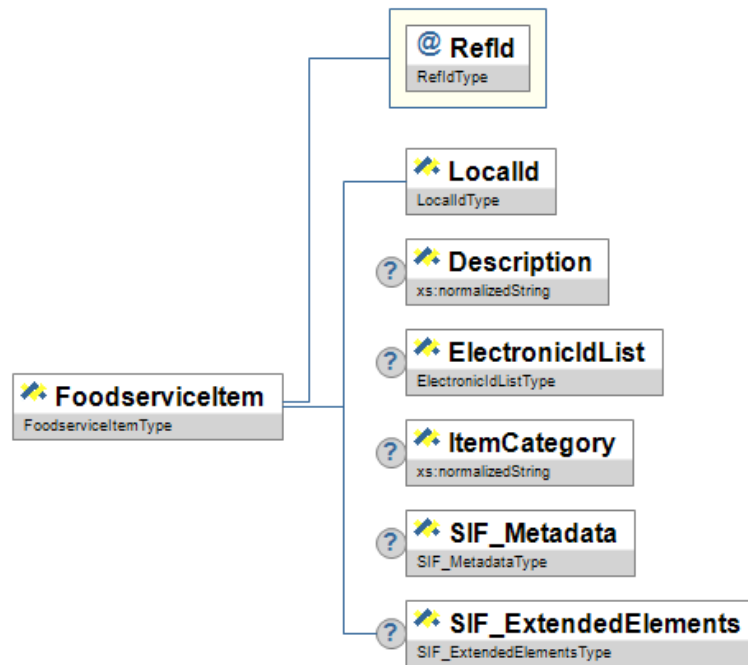 @ RefId
RefIdType
LocalId
LocalIdType
? Description
xs:normalizedString
? ElectronicIdList
ElectronicIdListType
FoodserviceItem
FoodserviceItemType
? ItemCategory
xs:normalizedString
? SIF_Metadata
SIF_MetadataType
? SIF_ExtendedElements
SIF_ExtendedElementsType